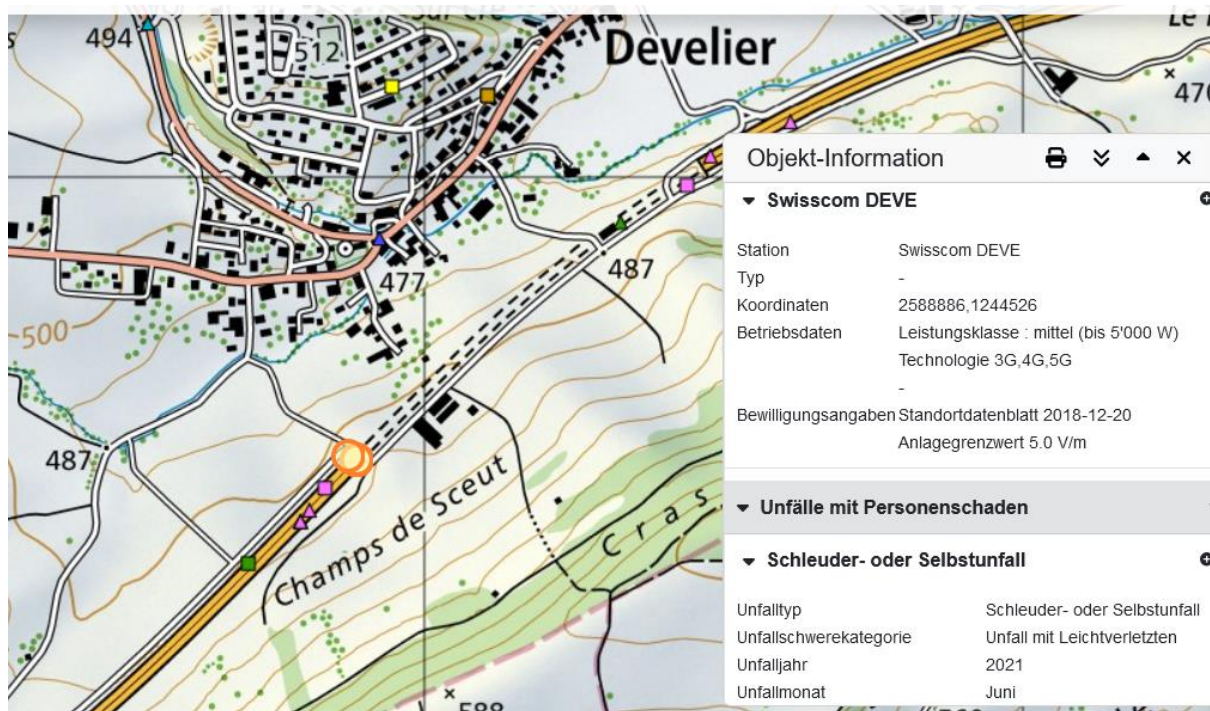 494
512
Develier
470
477
487
500
487
588
Champs de Sceut
Cras
Objekt-Information
Swisscom DEVE
Station Swisscom DEVE
Typ -
Koordinaten 2588886,1244526
Betriebsdaten Leistungsklasse : mittel (bis 5'000 W)
Technologie 3G,4G,5G
-
Bewilligungsangaben Standortdatenblatt 2018-12-20
Anlagegrenzwert 5.0 V/m
Unfälle mit Personenschaden
Schleuder- oder Selbstunfall
Unfalltyp Schleuder- oder Selbstunfall
Unfallschwerekategorie Unfall mit Leichtverletzten
Unfalljahr 2021
Unfallmonat Juni